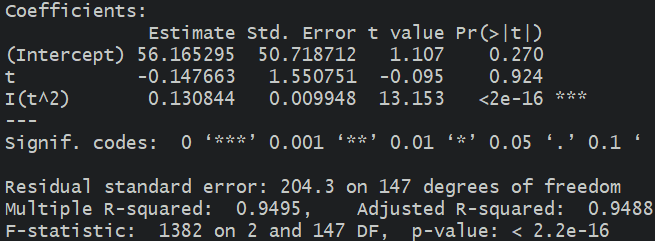 Coefficients:
              Estimate Std. Error t value Pr(>|t|)
(Intercept) 56.165295  50.718712   1.107    0.270
t           -0.147663   1.550751  -0.095    0.924
I(t^2)       0.130844   0.009948  13.153   <2e-16 ***
---
Signif. codes:  0 ‘***’ 0.001 ‘**’ 0.01 ‘*’ 0.05 ‘.’ 0.1 ‘

Residual standard error: 204.3 on 147 degrees of freedom
Multiple R-squared:  0.9495,    Adjusted R-squared:  0.9488
F-statistic:  1382 on 2 and 147 DF,  p-value: < 2.2e-16